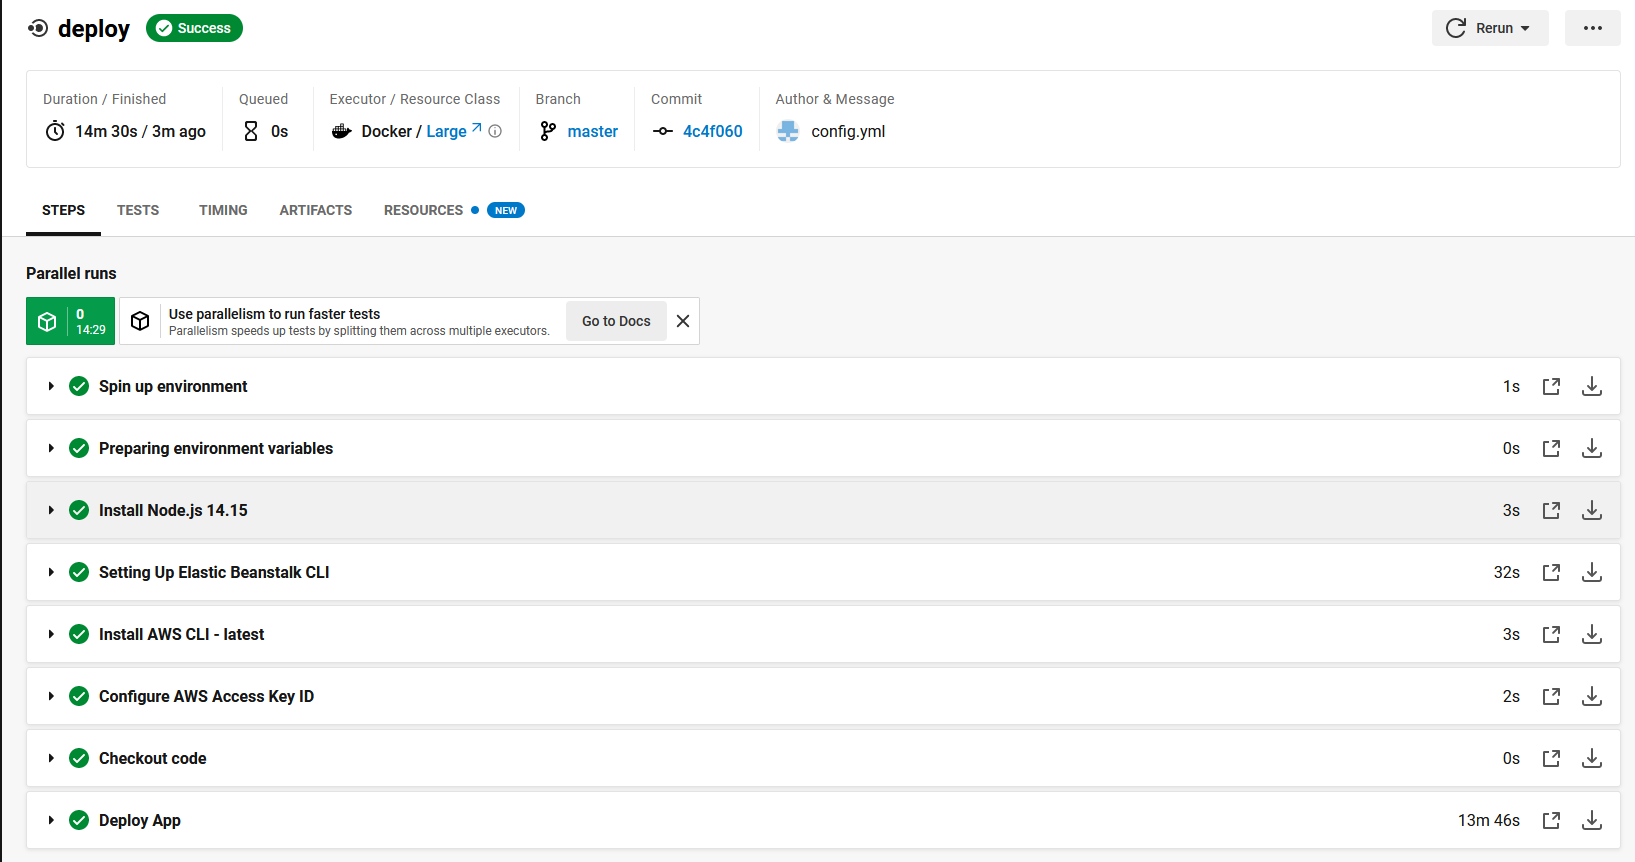 deploy Success Rerun
Duration / Finished Queued Executor / Resource Class Branch Commit Author & Message
14m 30s / 3m ago 0s Docker / Large master 4c4f060 config.yml
STEPS TESTS TIMING ARTIFACTS RESOURCES NEW
Parallel runs
0
14:29
Use parallelism to run faster tests
Parallelism speeds up tests by splitting them across multiple executors.
Go to Docs
Spin up environment 1s
Preparing environment variables 0s
Install Node.js 14.15 3s
Setting Up Elastic Beanstalk CLI 32s
Install AWS CLI - latest 3s
Configure AWS Access Key ID 2s
Checkout code 0s
Deploy App 13m 46s